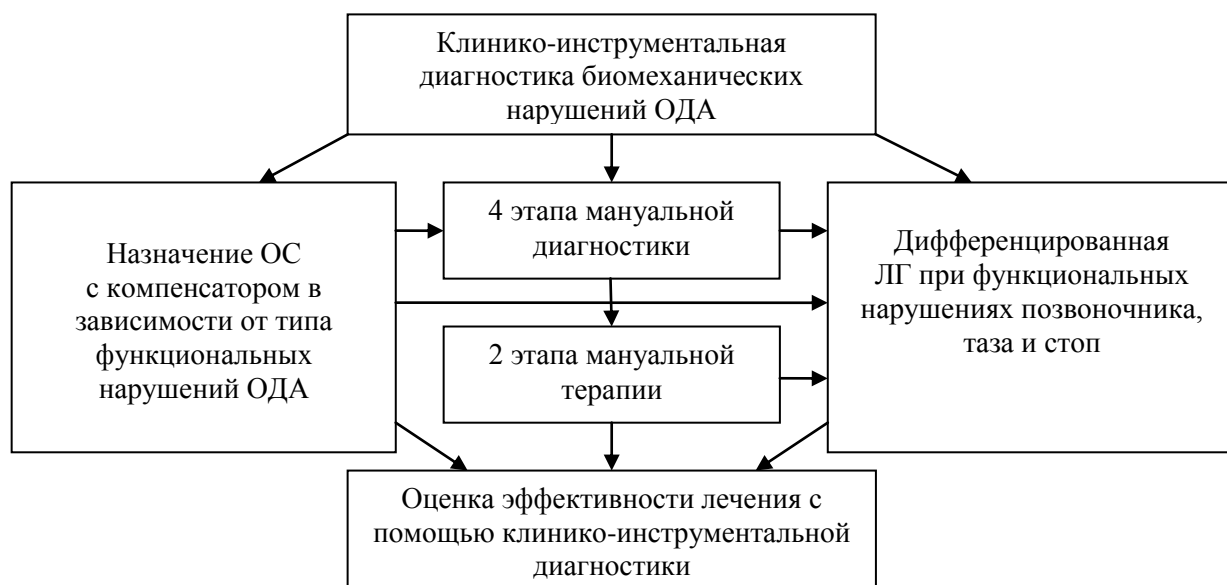 Клинико-инструментальная
диагностика биомеханических
нарушений ОДА
Назначение ОС
с компенсатором в
зависимости от типа
функциональных
нарушений ОДА
4 этапа мануальной
диагностики
2 этапа мануальной
терапии
Дифференцированная
ЛГ при функциональных
нарушениях позвоночника,
таза и стоп
Оценка эффективности лечения с
помощью клинико-инструментальной
диагностики